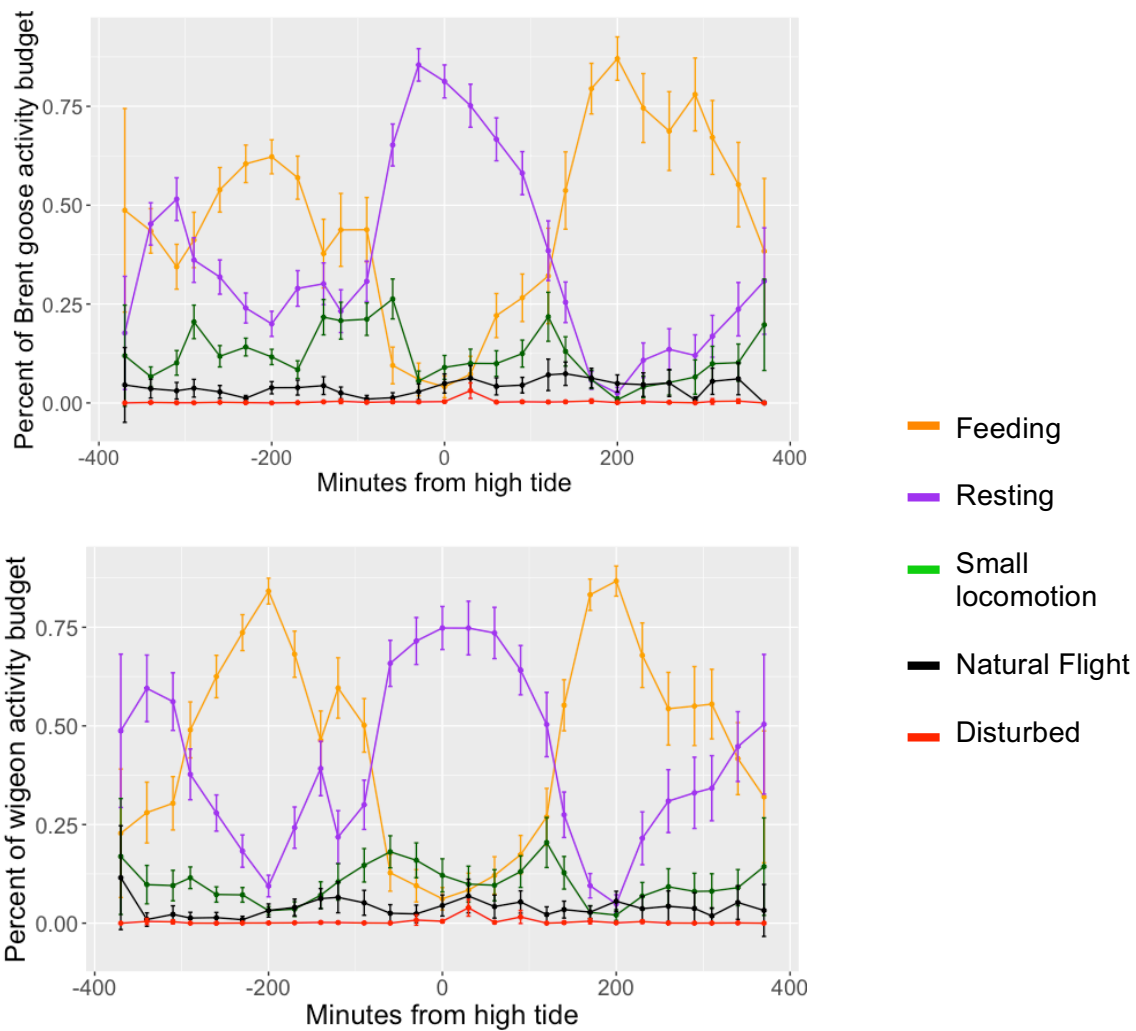 Percent of Brent goose activity budget
0.75
0.50
0.25
0.00
-400
-200
0
200
400
Minutes from high tide
Percent of wigeon activity budget
0.75
0.50
0.25
0.00
-400
-200
0
200
400
Minutes from high tide
Feeding
Resting
Small
locomotion
Natural Flight
Disturbed